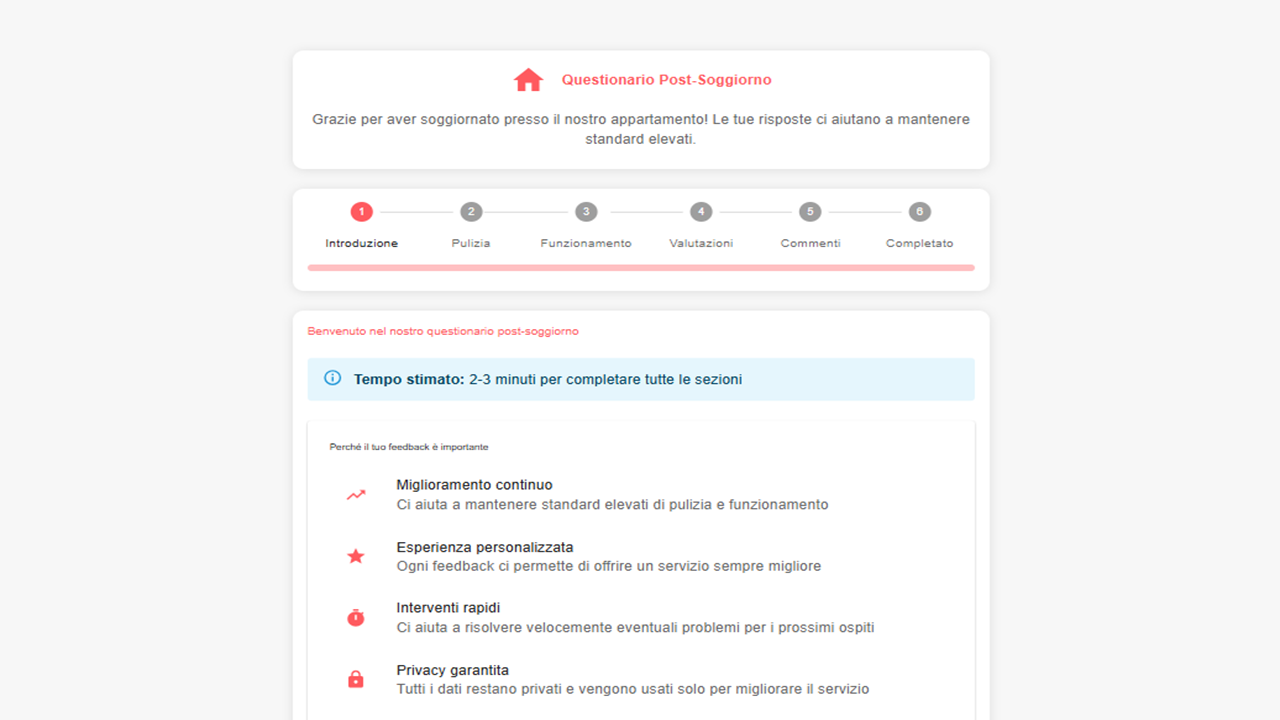 Questionario Post-Soggiorno
Grazie per aver soggiornato presso il nostro appartamento! Le tue risposte ci aiutano a mantenere
standard elevati.
1 2 3 4 5 6
Introduzione Pulizia Funzionamento Valutazioni Commenti Completato
Benvenuto nel nostro questionario post-soggiorno
Tempo stimato: 2-3 minuti per completare tutte le sezioni
Perché il tuo feedback è importante
Miglioramento continuo
Ci aiuta a mantenere standard elevati di pulizia e funzionamento
Esperienza personalizzata
Ogni feedback ci permette di offrire un servizio sempre migliore
Interventi rapidi
Ci aiuta a risolvere velocemente eventuali problemi per i prossimi ospiti
Privacy garantita
Tutti i dati restano privati e vengono usati solo per migliorare il servizio